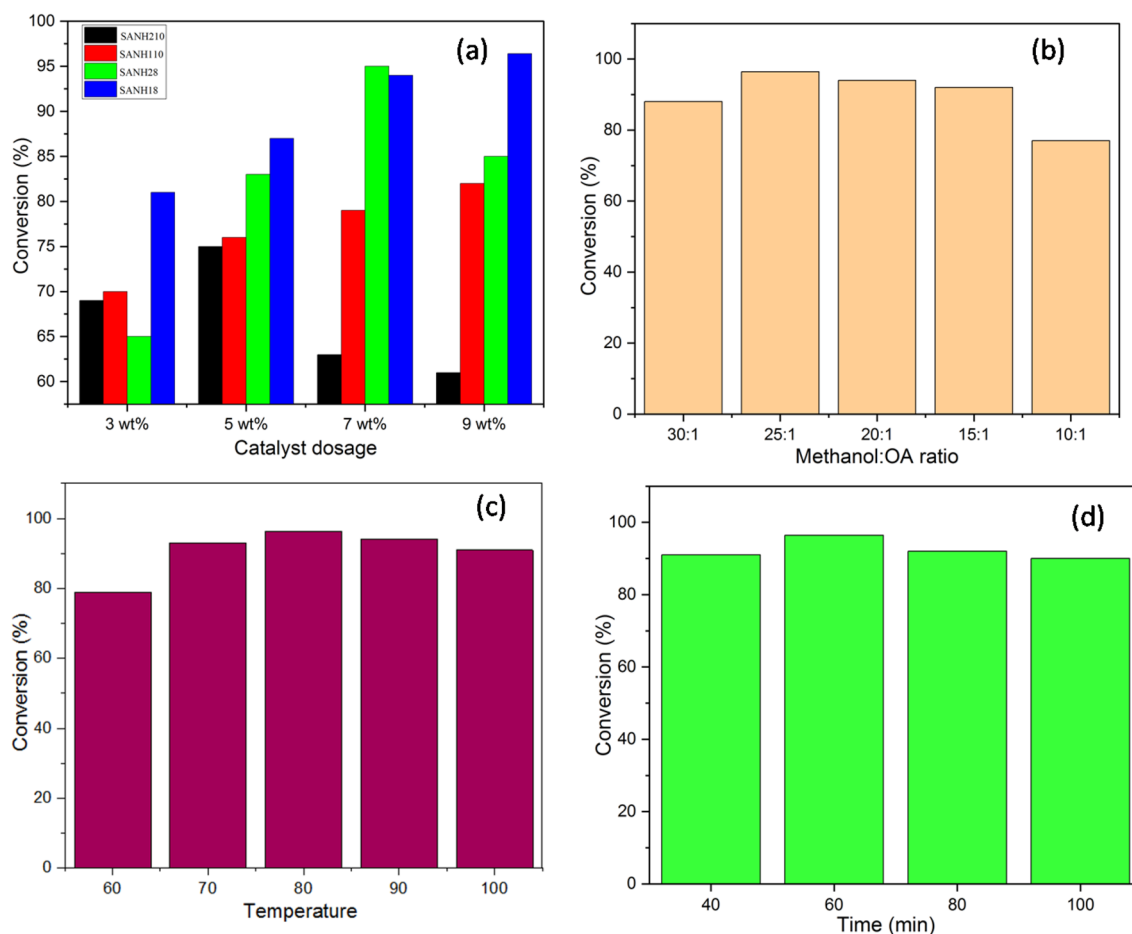 (a)
SANH210
SANH110
SANH28
SANH18
100
95
90
85
80
75
70
65
60
Conversion (%)
3 wt%
5 wt%
7 wt%
9 wt%
Catalyst dosage
(b)
100
80
60
40
20
0
Conversion (%)
30:1
25:1
20:1
15:1
10:1
Methanol:OA ratio
(c)
100
80
60
40
20
0
Conversion (%)
60
70
80
90
100
Temperature
(d)
100
80
60
40
20
0
Conversion (%)
40
60
80
100
Time (min)